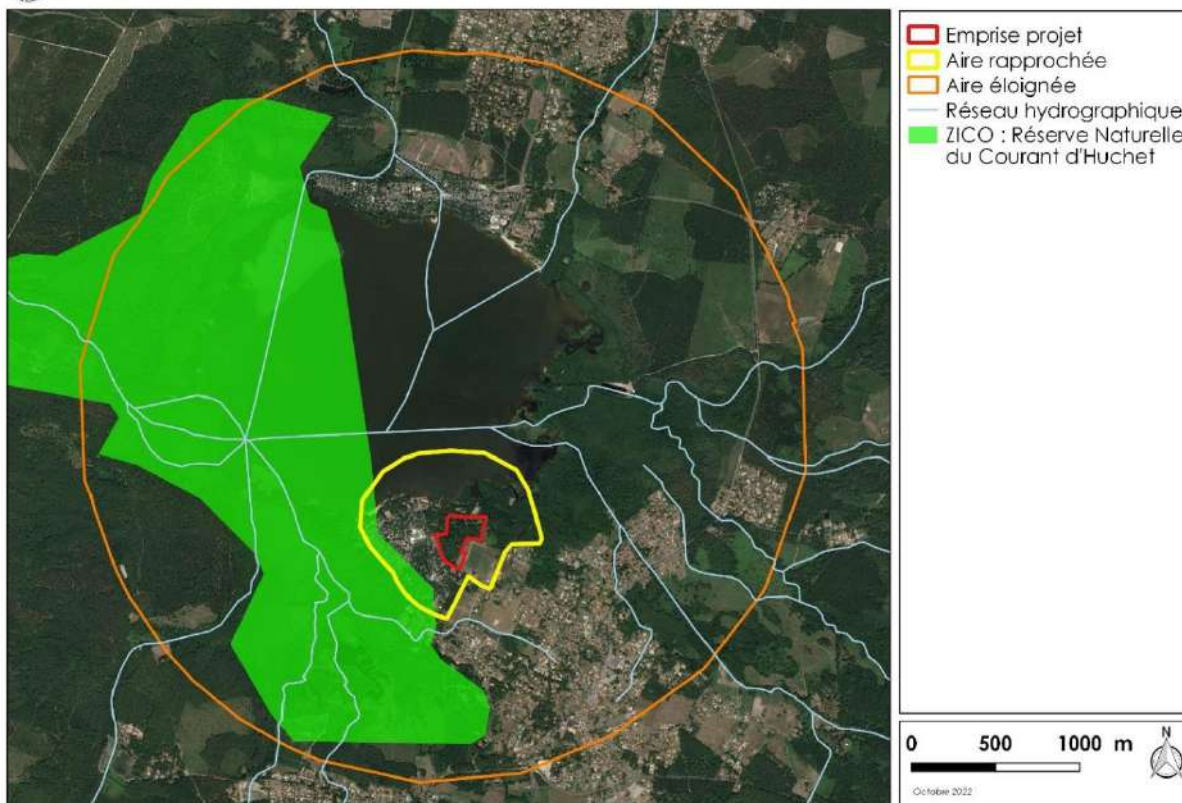 Emprise projet
Aire rapprochée
Aire éloignée
Réseau hydrographique
ZICO : Réserve Naturelle
du Courant d'Huchet
0 500 1000 m
N
Octobre 2022